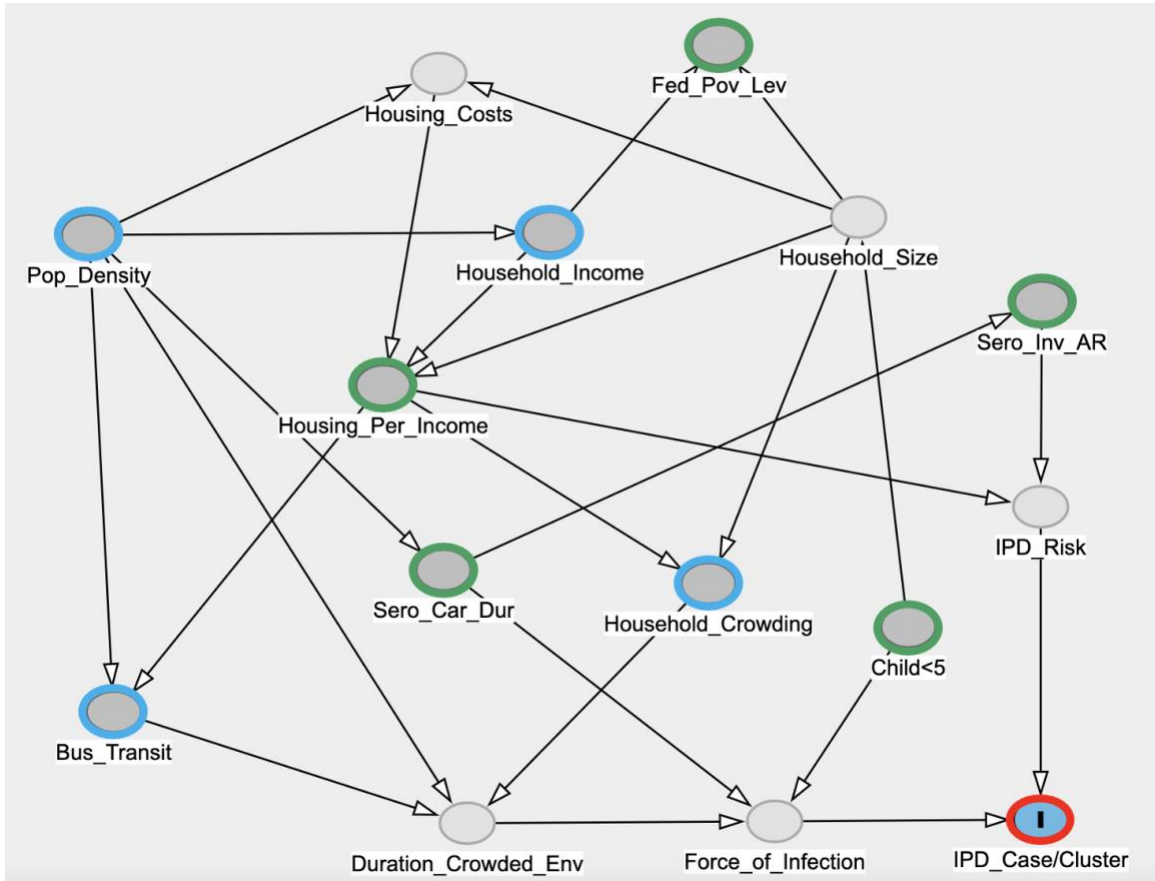 Housing_Costs
Fed_Pov_Lev
Pop_Density
Household_Income
Household_Size
Sero_Inv_AR
Housing_Per_Income
IPD_Risk
Sero_Car_Dur
Household_Crowding
Child<5
Bus_Transit
I
Duration_Crowded_Env
Force_of_Infection
IPD_Case/Cluster